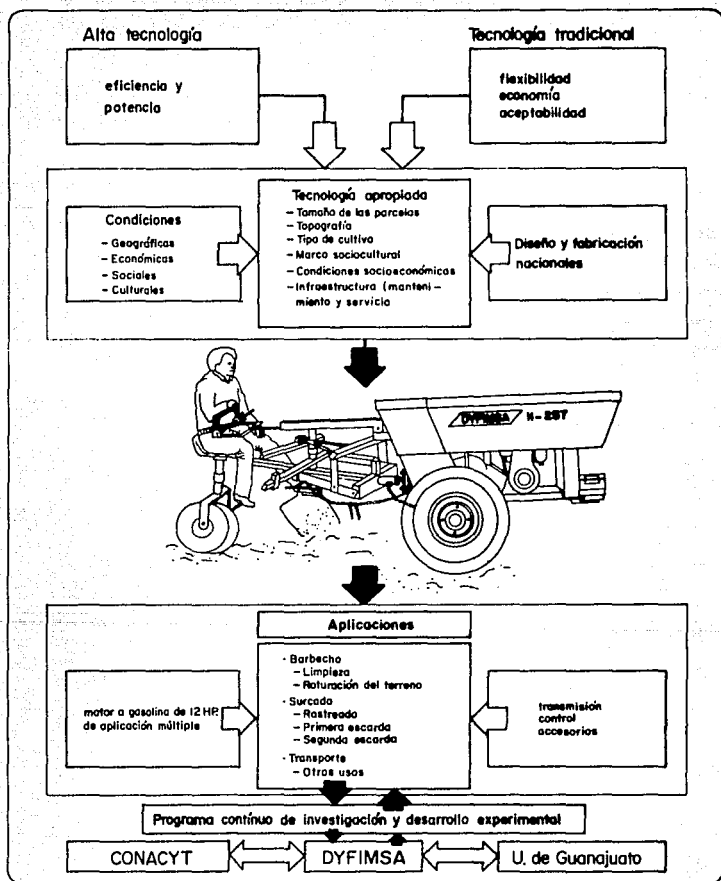 Alta tecnología
eficiencia y
potencia
Tecnología tradicional
flexibilidad
economía
aceptabilidad
Condiciones
- Geográficas
- Económicas
- Sociales
- Culturales
Tecnología apropiada
- Tamaño de las parcelas
- Topografía
- Tipo de cultivo
- Marco sociocultural
- Condiciones socioeconómicas
- Infraestructura (manteni-
miento y servicio
Diseño y fabricación
nacionales
DYFIMSA N-25T
Aplicaciones
motor a gasolina de 12 HP.
de aplicación múltiple
· Barbecho
- Limpieza
- Roturación del terreno
· Surcado
- Rastreado
- Primera escarda
- Segunda escarda
· Transporte
- Otros usos
transmisión
control
accesorios
Programa contínuo de investigación y desarrollo experimental
CONACYT
DYFIMSA
U. de Guanajuato